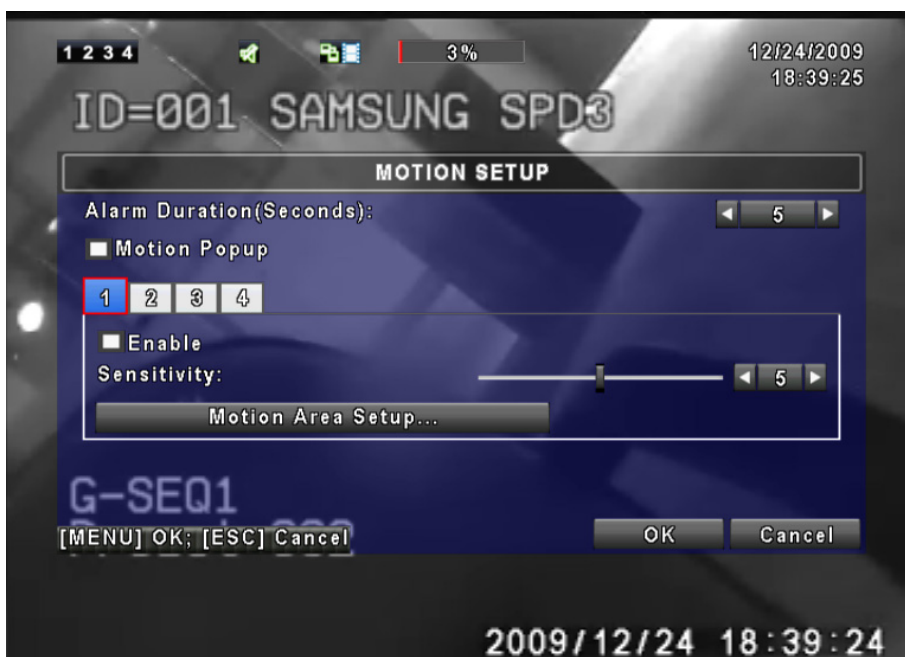 1 2 3 4 3% 12/24/2009
18:39:25
ID=001 SAMSUNG SPD3
MOTION SETUP
Alarm Duration(Seconds): 5
Motion Popup
1 2 3 4
Enable
Sensitivity: 5
Motion Area Setup...
G-SEQ1
[MENU] OK; [ESC] Cancel OK Cancel
2009/12/24 18:39:24